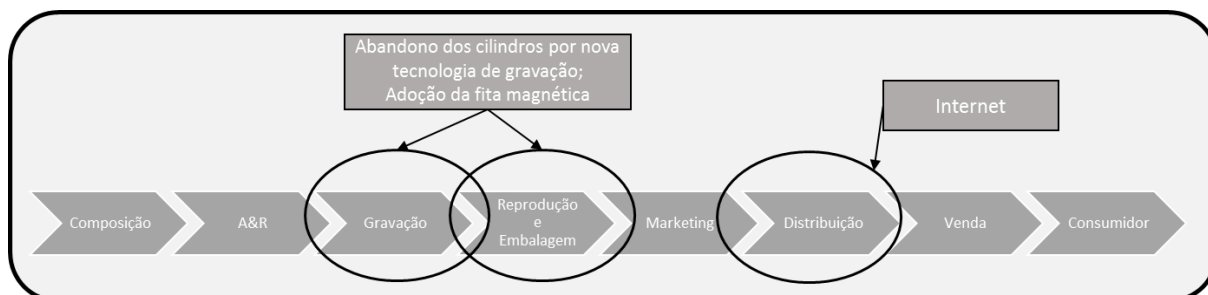 Abandono dos cilindros por nova
tecnologia de gravação;
Adoção da fita magnética
Internet
Composição
A&R
Gravação
Reprodução
e
Embalagem
Marketing
Distribuição
Venda
Consumidor